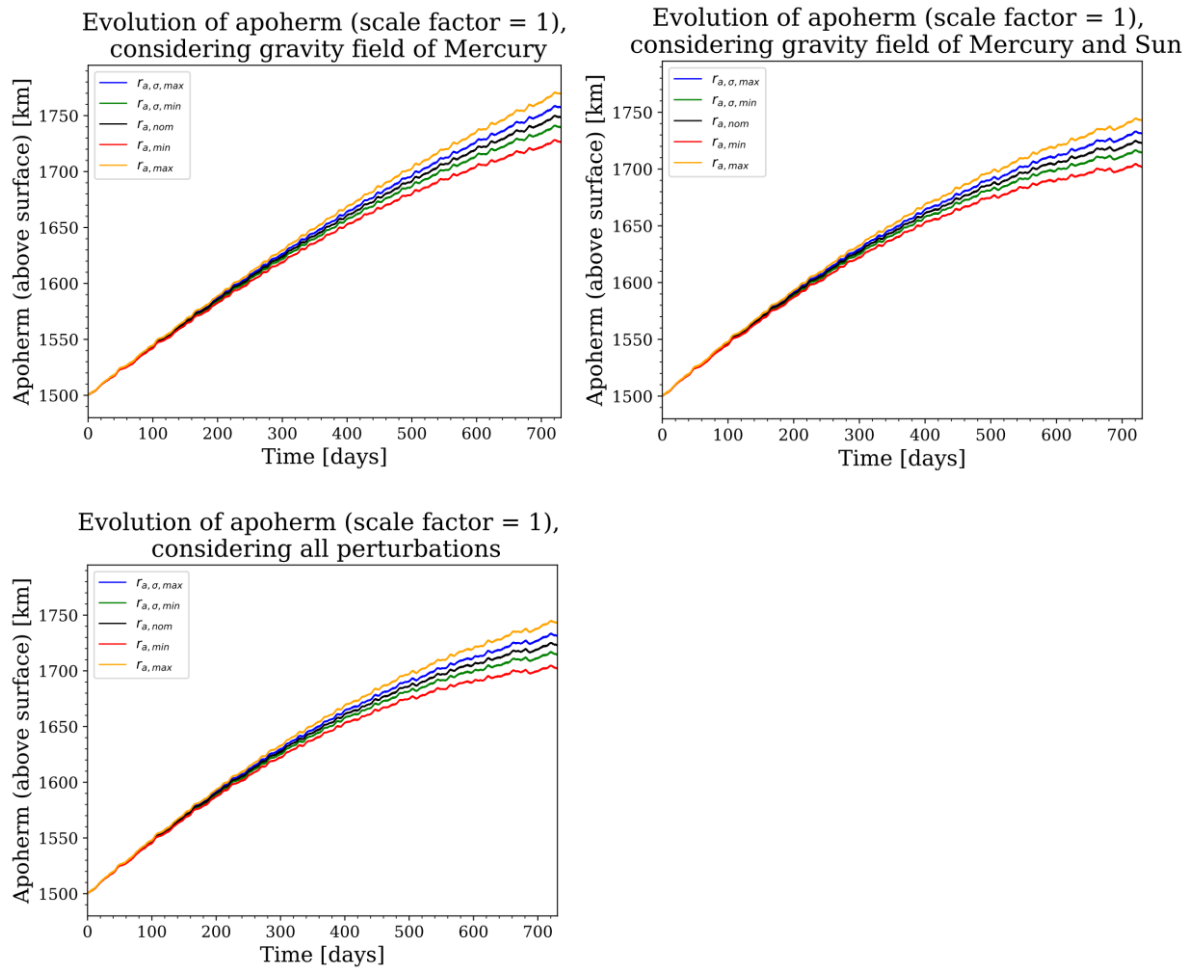 Evolution of apoherm (scale factor = 1),
considering gravity field of Mercury
Apoherm (above surface) [km]
1750
1700
1650
1600
1550
1500
r_{a, σ, max}
r_{a, σ, min}
r_{a, nom}
r_{a, min}
r_{a, max}
0 100 200 300 400 500 600 700
Time [days]
Evolution of apoherm (scale factor = 1),
considering gravity field of Mercury and Sun
Apoherm (above surface) [km]
1750
1700
1650
1600
1550
1500
r_{a, σ, max}
r_{a, σ, min}
r_{a, nom}
r_{a, min}
r_{a, max}
0 100 200 300 400 500 600 700
Time [days]
Evolution of apoherm (scale factor = 1),
considering all perturbations
Apoherm (above surface) [km]
1750
1700
1650
1600
1550
1500
r_{a, σ, max}
r_{a, σ, min}
r_{a, nom}
r_{a, min}
r_{a, max}
0 100 200 300 400 500 600 700
Time [days]